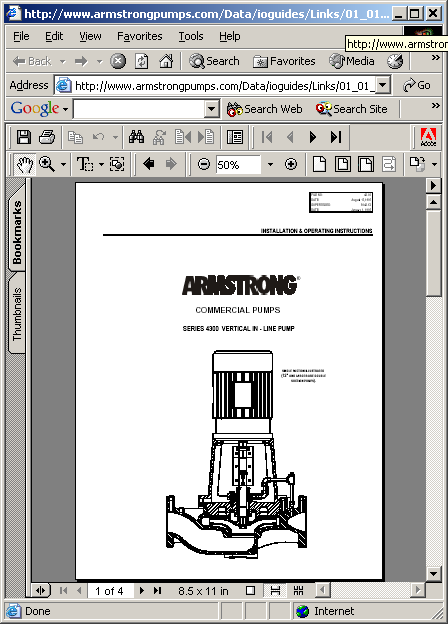 http://www.armstrongpumps.com/Data/ioguides/Links/01_01...
File Edit View Favorites Tools Help
http://www.armstron
Back Search Favorites Media
Address http://www.armstrongpumps.com/Data/ioguides/Links/01_01_ Go
Google Search Web Search Site
Adobe
50%
Bookmarks
Thumbnails
INSTALLATION & OPERATING INSTRUCTIONS
ARMSTRONG®
COMMERCIAL PUMPS
SERIES 4300 VERTICAL IN - LINE PUMP
1 of 4 8.5 x 11 in
Done Internet